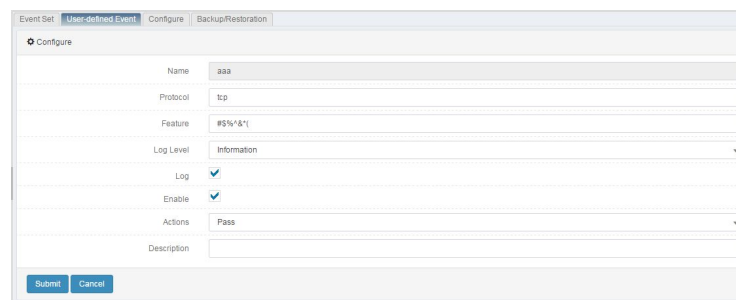 Event Set User-defined Event Configure Backup/Restoration
Configure
Name aaa
Protocol tcp
Feature #$%^&*(
Log Level Information
Log
Enable
Actions Pass
Description
Submit Cancel